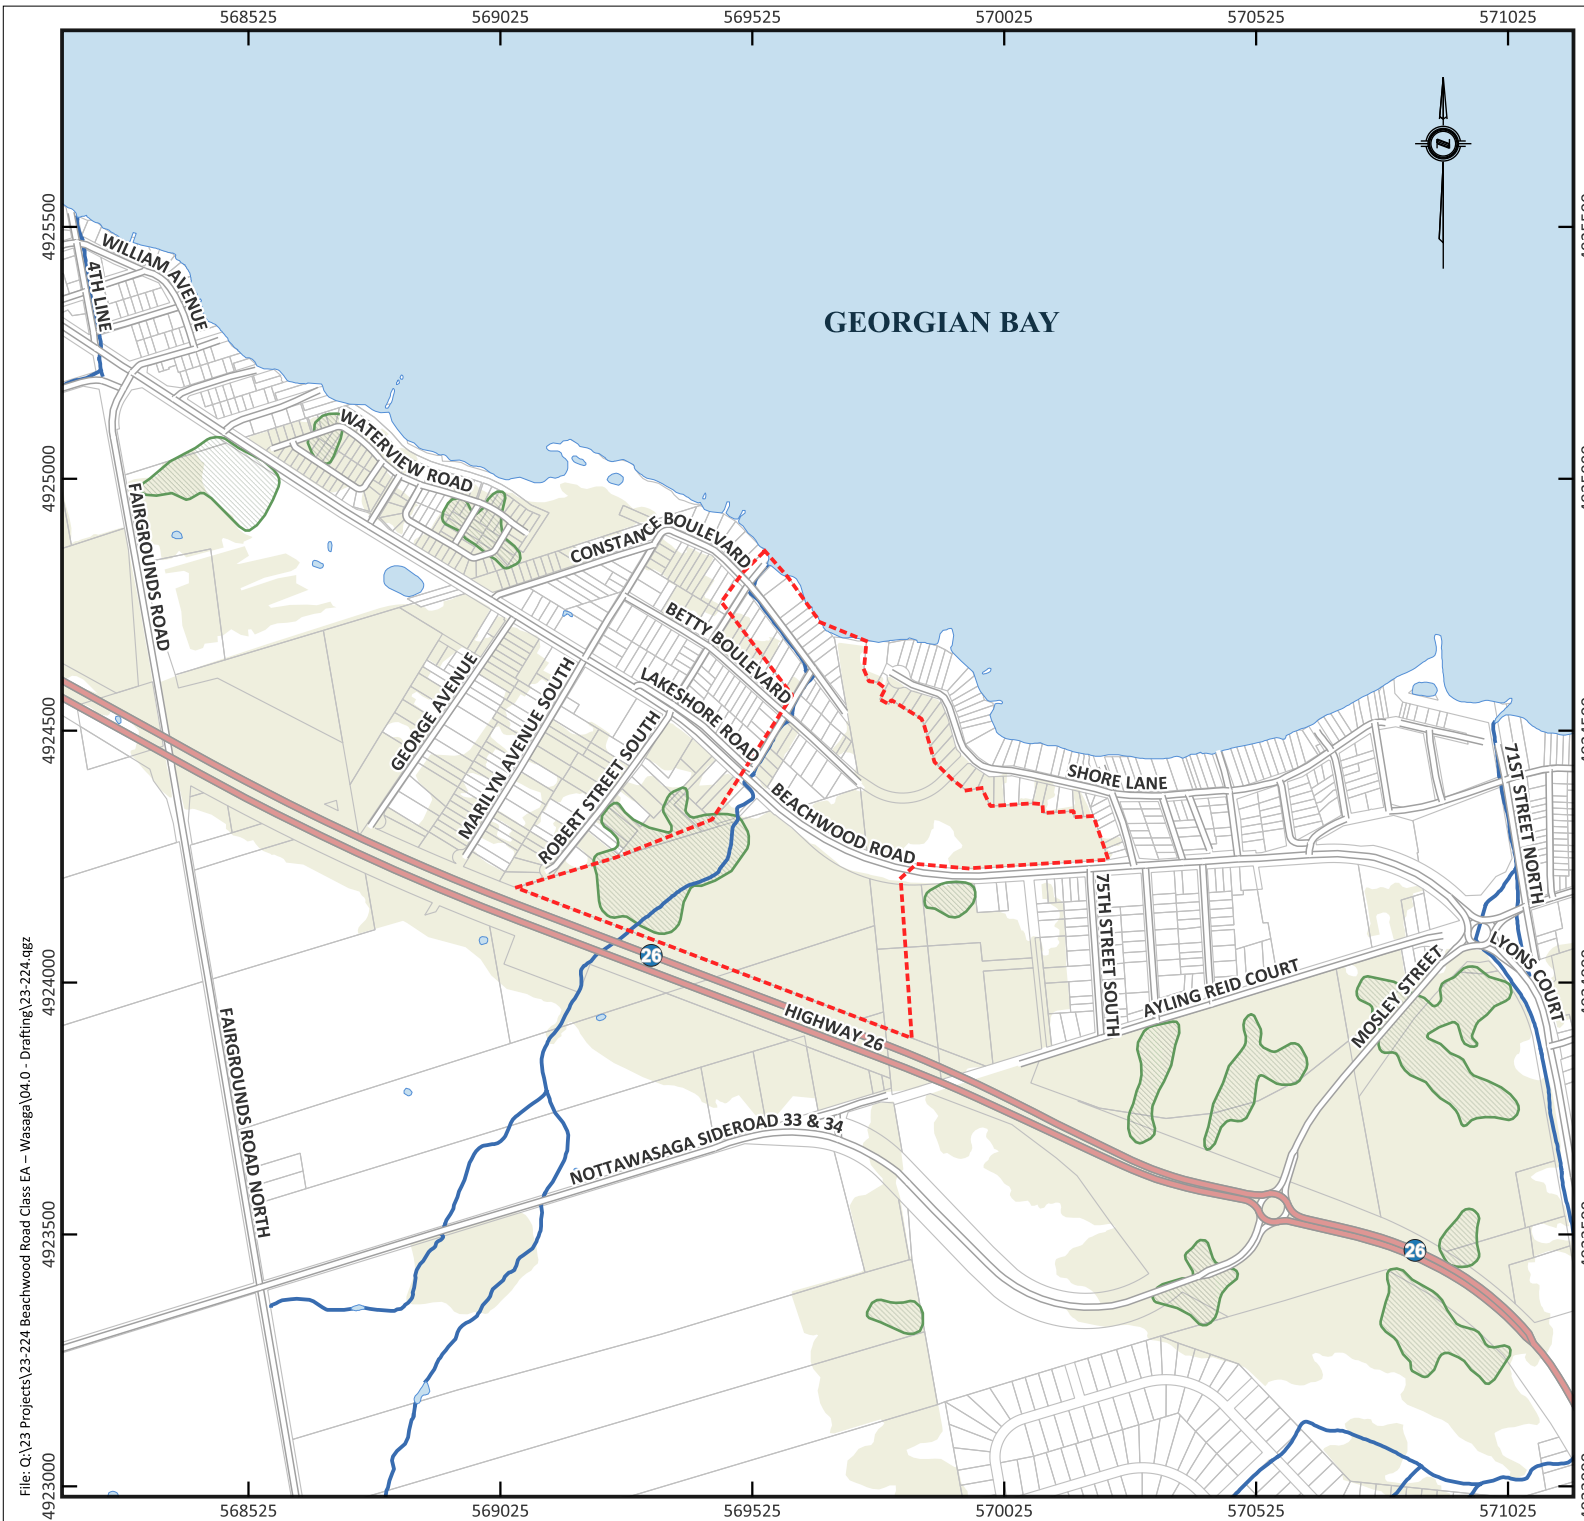 568525
569025
569525
570025
570525
571025
4925500
4925000
4924500
4924000
4923500
4923000
GEORGIAN BAY
WILLIAM AVENUE
4TH LINE
WATERVIEW ROAD
CONSTANCE BOULEVARD
FAIRGROUNDS ROAD
BETTY BOULEVARD
LAKESHORE ROAD
GEORGE AVENUE
MARILYN AVENUE SOUTH
ROBERT STREET SOUTH
BEACHWOOD ROAD
SHORE LANE
71ST STREET NORTH
75TH STREET SOUTH
LYONS COURT
AYLING REID COURT
MOSLEY STREET
26
HIGHWAY 26
FAIRGROUNDS ROAD NORTH
NOTTAWASAGA SIDEROAD 33 & 34
26
File: Q:\23 Projects\23-224 Beachwood Road Class EA – Wasaga\04.0 - Drafting\23-224.qgz
568525
569025
569525
570025
570525
571025